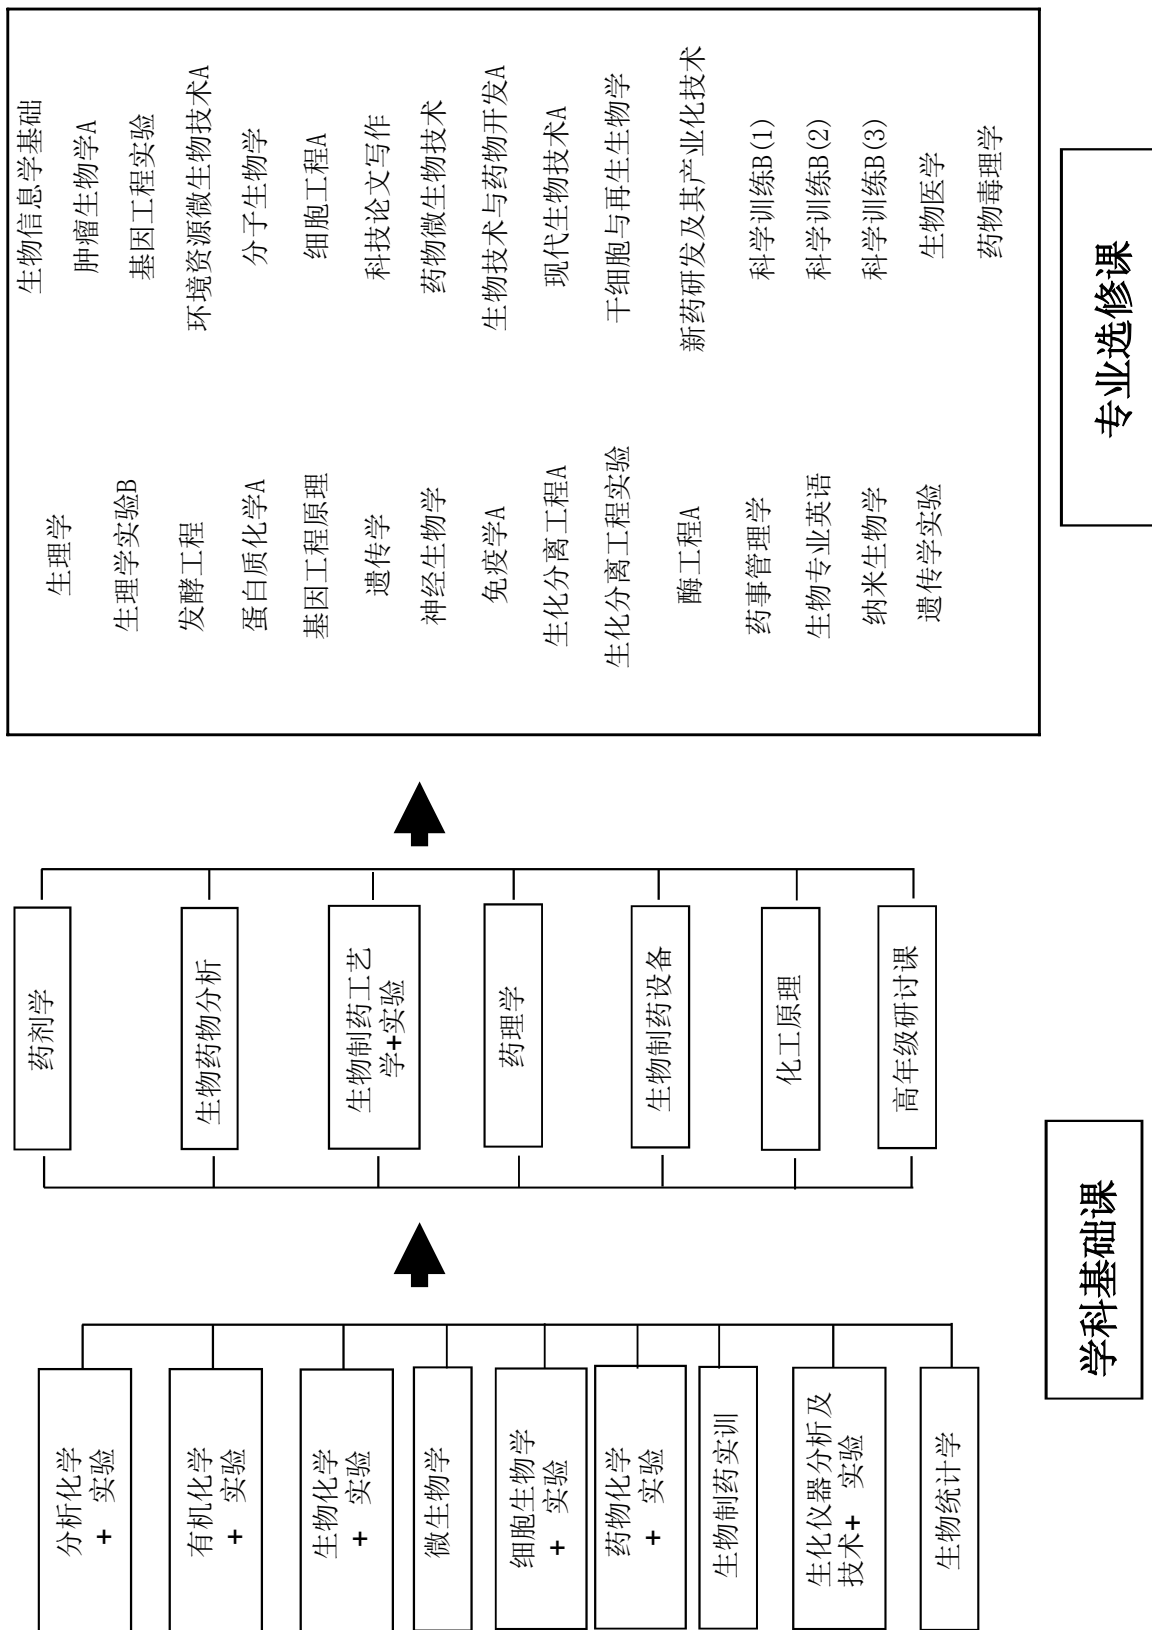 分析化学
+ 实验
有机化学
+ 实验
生物化学
+ 实验
微生物学
细胞生物学
+ 实验
药物化学
+ 实验
生物制药实训
生化仪器分析及
技术+ 实验
生物统计学
学科基础课
药剂学
生物药物分析
生物制药工艺
学+实验
药理学
生物制药设备
化工原理
高年级研讨课
生理学
生理学实验B
发酵工程
蛋白质化学A
基因工程原理
遗传学
神经生物学
免疫学A
生化分离工程A
生化分离工程实验
酶工程A
药事管理学
生物专业英语
纳米生物学
遗传学实验
生物信息学基础
肿瘤生物学A
基因工程实验
环境资源微生物技术A
分子生物学
细胞工程A
科技论文写作
药物微生物技术
生物技术与药物开发A
现代生物技术A
干细胞与再生生物学
新药研发及其产业化技术
科学训练B(1)
科学训练B(2)
科学训练B(3)
生物医学
药物毒理学
专业选修课